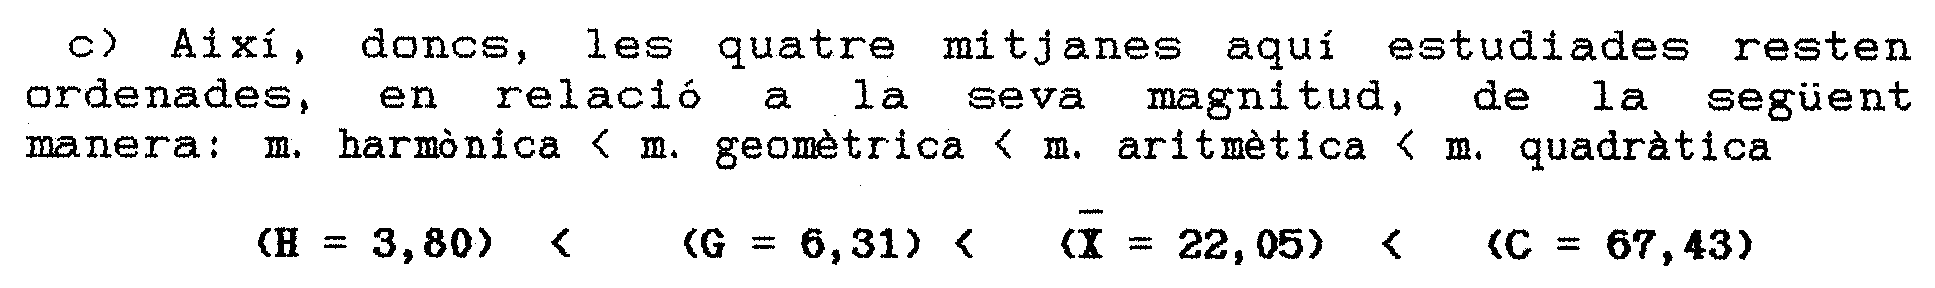 c) Així, doncs, les quatre mitjanes aquí estudiades resten
ordenades, en relació a la seva magnitud, de la següent
manera: m. harmònica < m. geomètrica < m. aritmètica < m. quadràtica
(H = 3,80) < (G = 6,31) < (X̅ = 22,05) < (C = 67,43)